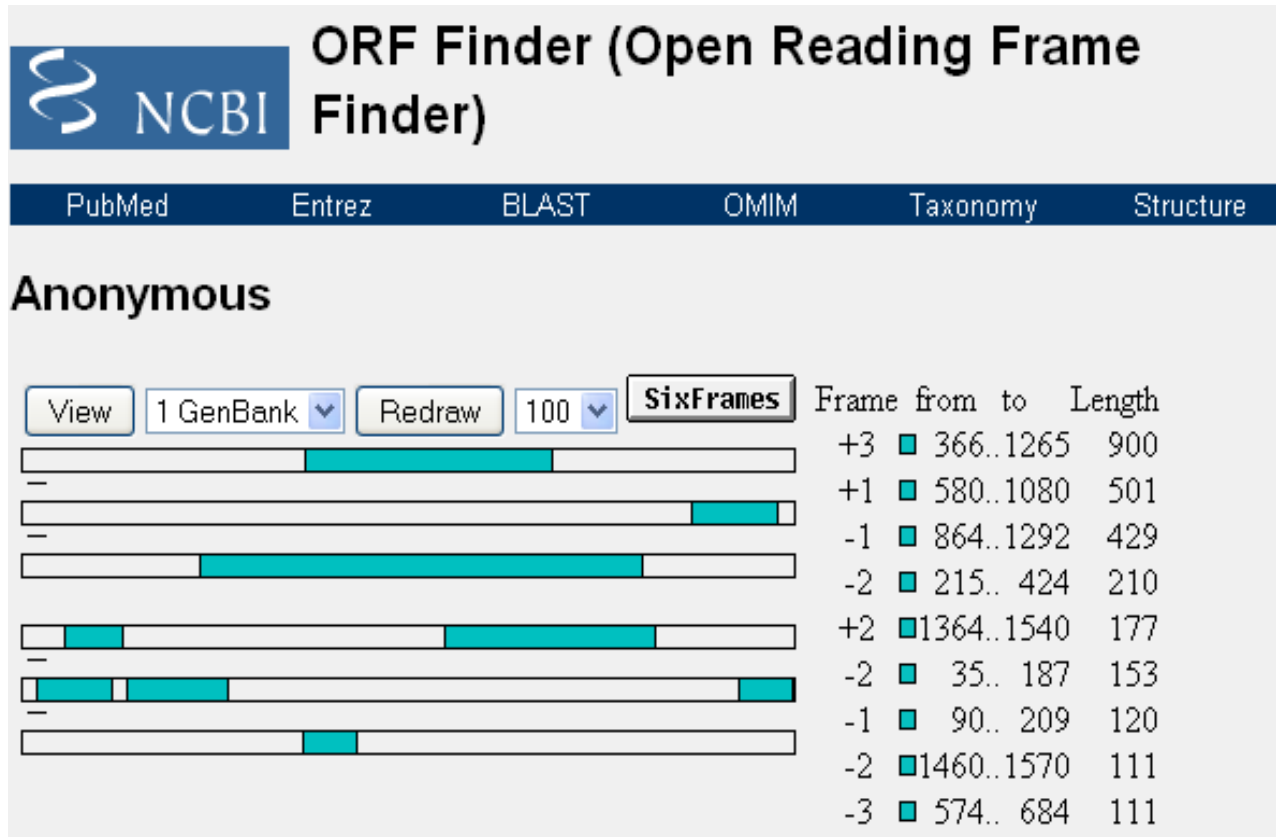 NCBI
ORF Finder (Open Reading Frame
Finder)
PubMed Entrez BLAST OMIM Taxonomy Structure
Anonymous
View 1 GenBank Redraw 100 SixFrames
Frame from to Length
+3 366..1265 900
+1 580..1080 501
-1 864..1292 429
-2 215.. 424 210
+2 1364..1540 177
-2 35.. 187 153
-1 90.. 209 120
-2 1460..1570 111
-3 574.. 684 111